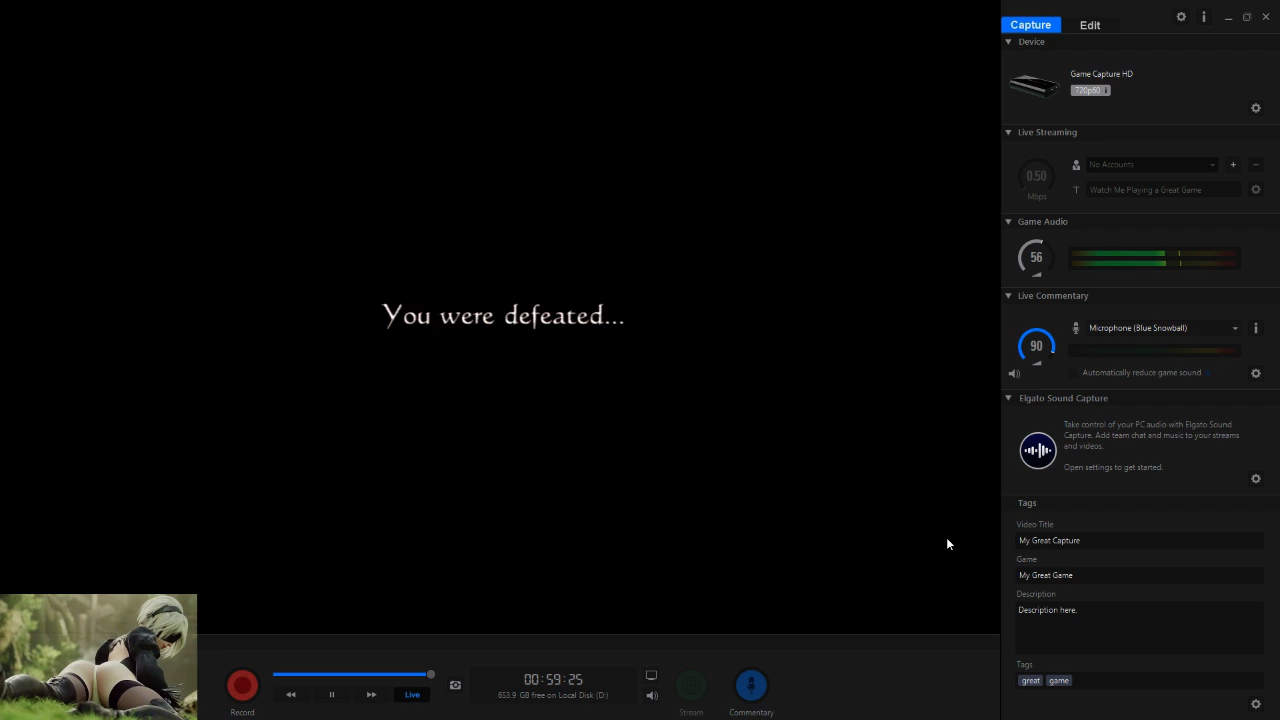 Capture
Edit
Device
Game Capture HD
720p60
Live Streaming
0.50
Mbps
No Accounts
T
Watch Me Playing a Great Game
Game Audio
56
Live Commentary
90
Microphone (Blue Snowball)
Automatically reduce game sound
Elgato Sound Capture
Take control of your PC audio with Elgato Sound
Capture. Add team chat and music to your streams
and videos.
Open settings to get started.
Tags
Video Title
My Great Capture
Game
My Great Game
Description
Description here.
Tags
great game
You were defeated...
Record
Live
00:59:25
653.9 GB free on Local Disk (D:)
Stream
Commentary